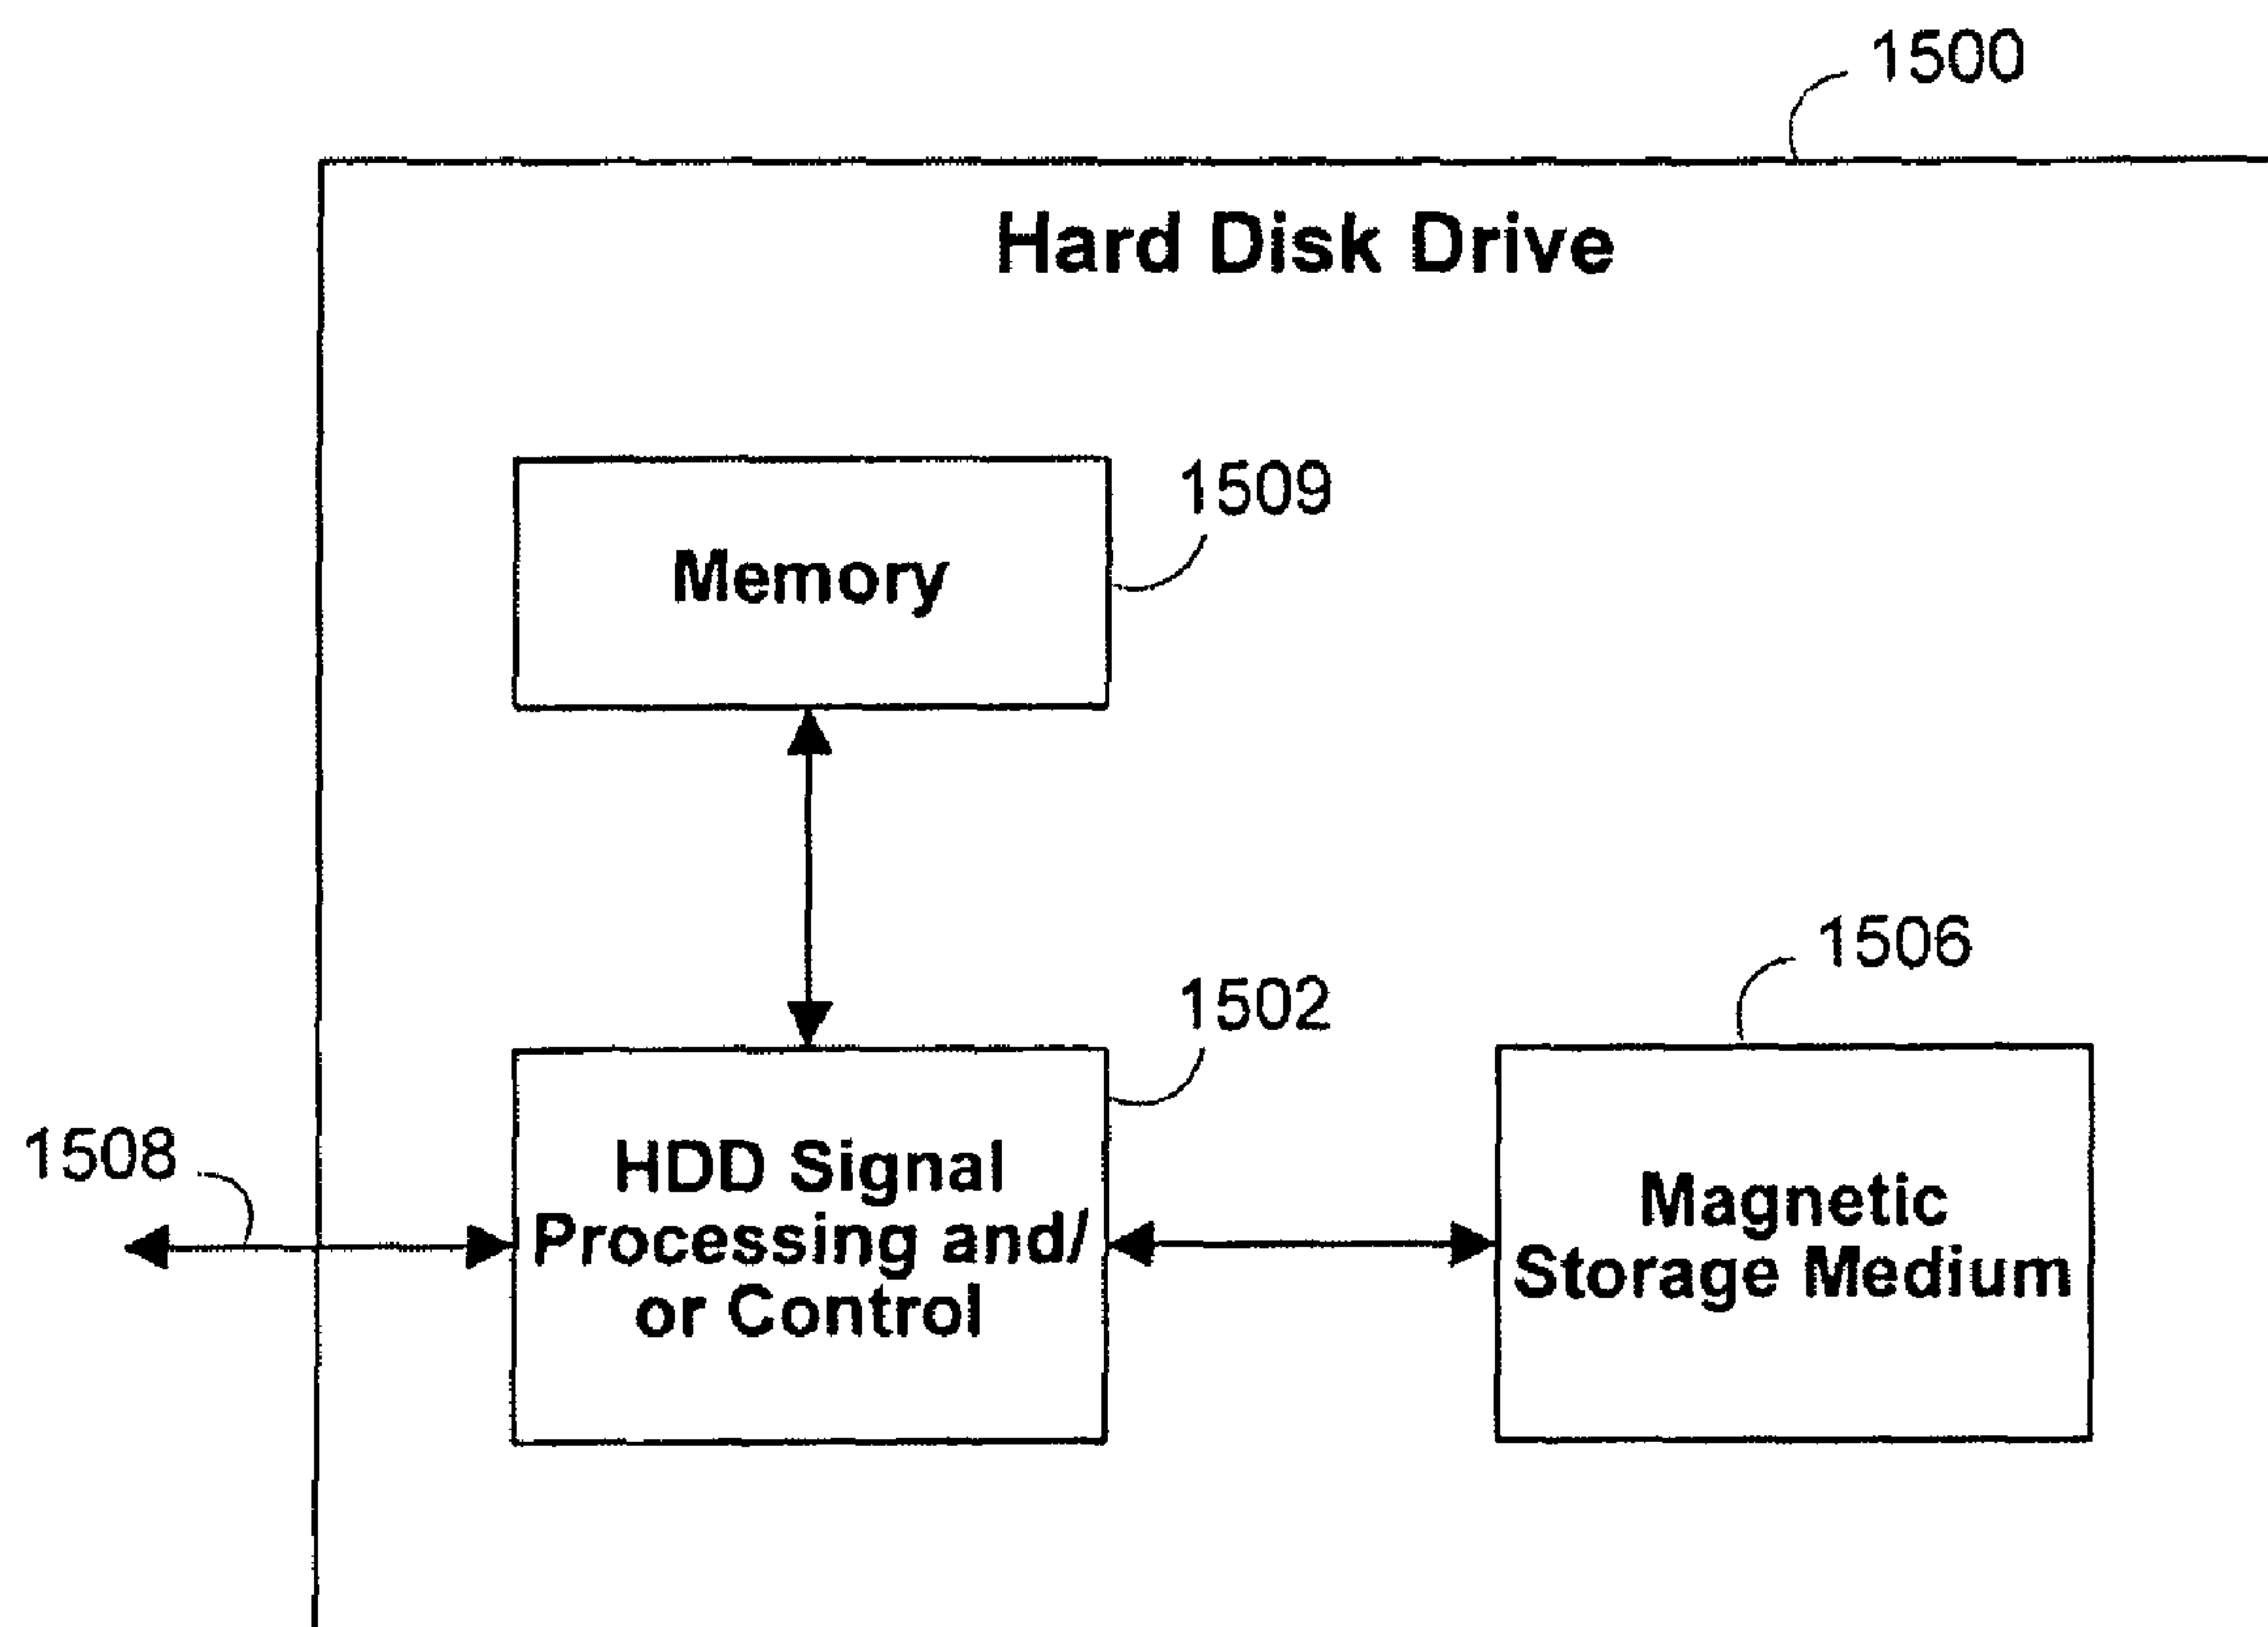 1500
Hard Disk Drive
1509
Memory
1506
1502
1508
HDD Signal
Processing and/
or Control
Magnetic
Storage Medium